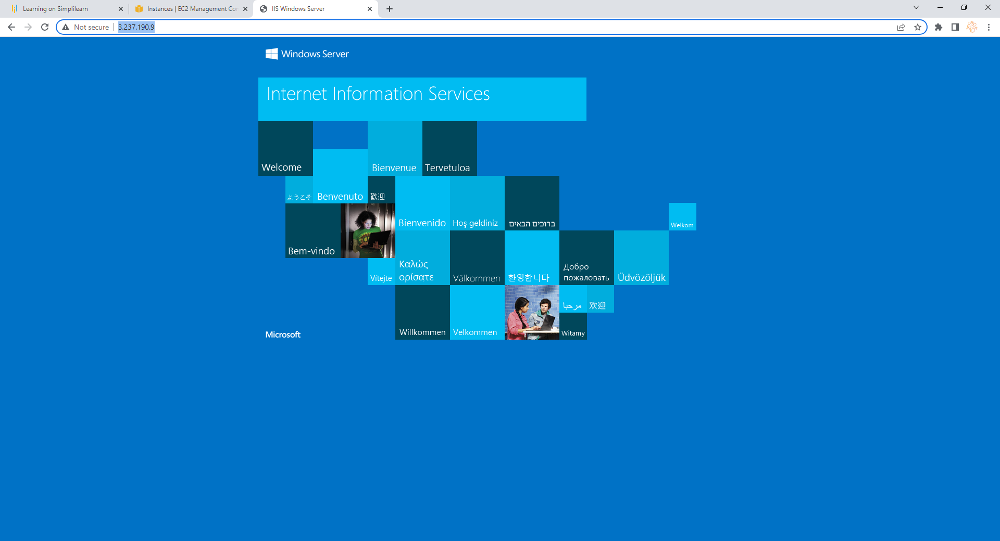 Learning on Simplilearn
Instances | EC2 Management Con
IIS Windows Server
Not secure
3.237.190.9
Windows Server
Internet Information Services
Welcome
Bienvenue
Tervetuloa
ようこそ
Benvenuto
歡迎
Bienvenido
Hoş geldiniz
ברוכים הבאים
Welkom
Bem-vindo
Vítejte
Καλώς
ορίσατε
Välkommen
환영합니다
Добро
пожаловать
Üdvözöljük
مرحبا
欢迎
Willkommen
Velkommen
Witamy
Microsoft